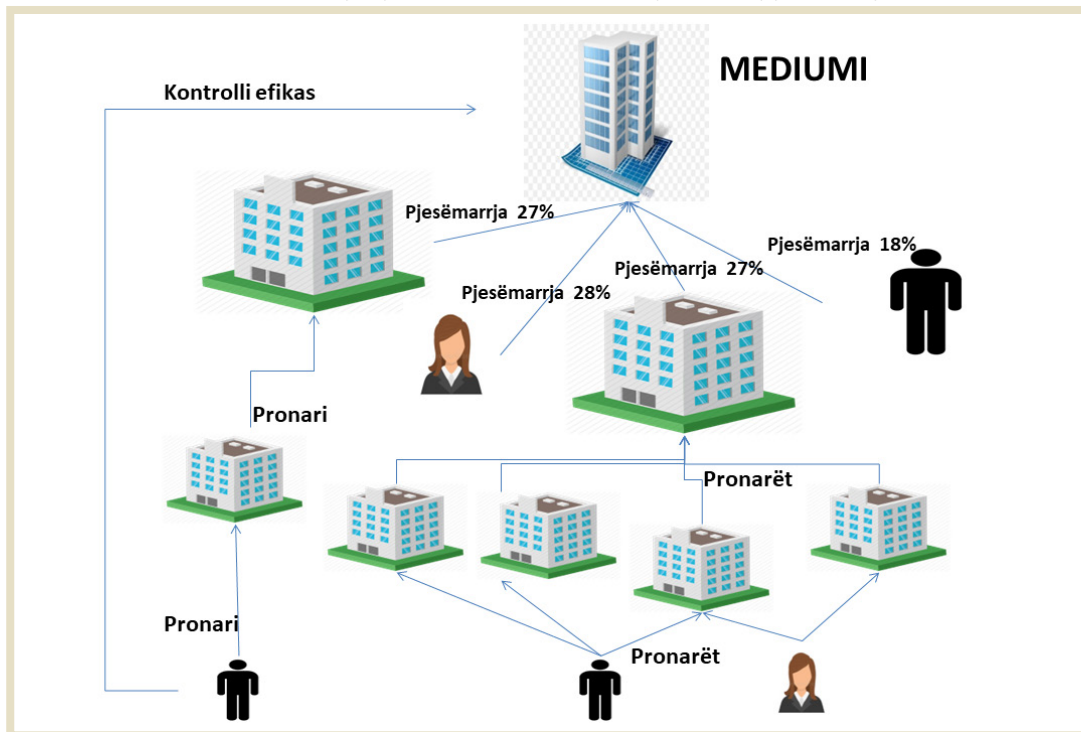 MEDIUMI
Kontrolli efikas
Pjesëmarrja 27%
Pjesëmarrja 18%
Pjesëmarrja 27%
Pjesëmarrja 28%
Pronari
Pronarët
Pronari
Pronarët